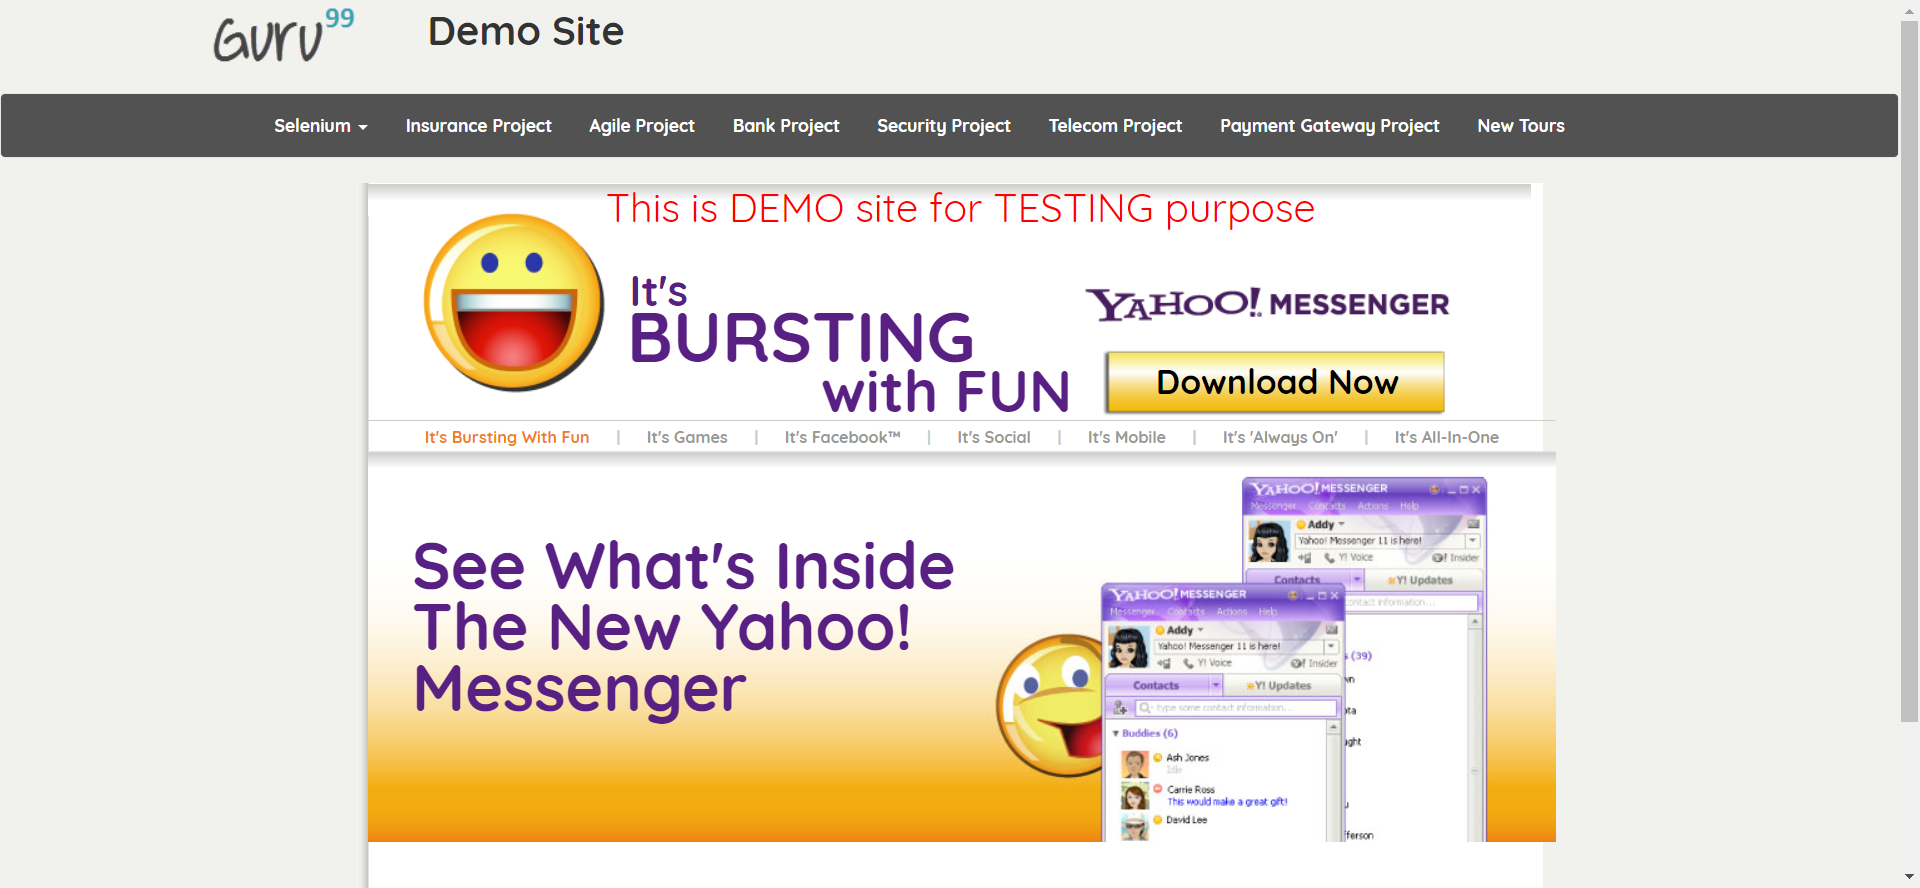 Guru99
Demo Site
Selenium
Insurance Project
Agile Project
Bank Project
Security Project
Telecom Project
Payment Gateway Project
New Tours
This is DEMO site for TESTING purpose
It's
BURSTING
with FUN
YAHOO! MESSENGER
Download Now
It's Bursting With Fun | It's Games | It's Facebook™ | It's Social | It's Mobile | It's 'Always On' | It's All-In-One
See What's Inside
The New Yahoo!
Messenger
YAHOO! MESSENGER
Messenger Contacts Actions Help
Addy
Yahoo! Messenger 11 is here!
Y! Voice
Y! Insider
Contacts
Y! Updates
contact information...
(39)
YAHOO! MESSENGER
Messenger Contacts Actions Help
Addy
Yahoo! Messenger 11 is here!
Y! Voice
Y! Insider
Contacts
Y! Updates
type some contact information...
Buddies (6)
Ash Jones
Idle
Carrie Ross
This would make a great gift!
David Lee